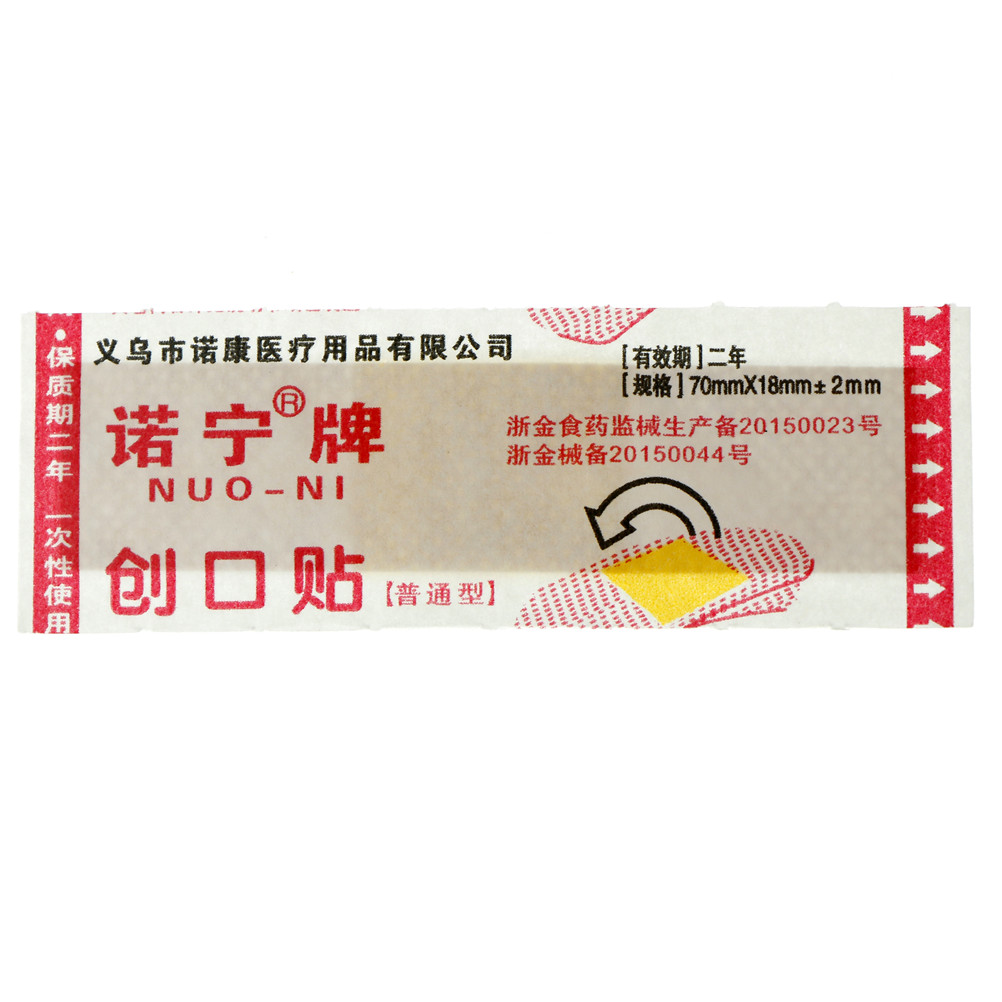 •保质期二年 一次性使用
义乌市诺康医疗用品有限公司
[有效期]二年
[规格]70mmX18mm±2mm
诺宁®牌
NUO-NI
浙金食药监械生产备20150023号
浙金械备20150044号
创口贴【普通型】